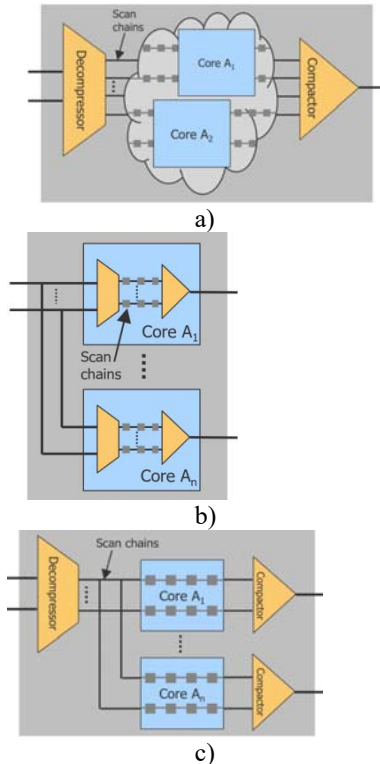 Scan
chains
Decompressor
Core A1
Core A2
Compactor
a)
Core A1
Scan
chains
Core An
b)
Scan chains
Decompressor
Core A1
Compactor
Core An
Compactor
c)